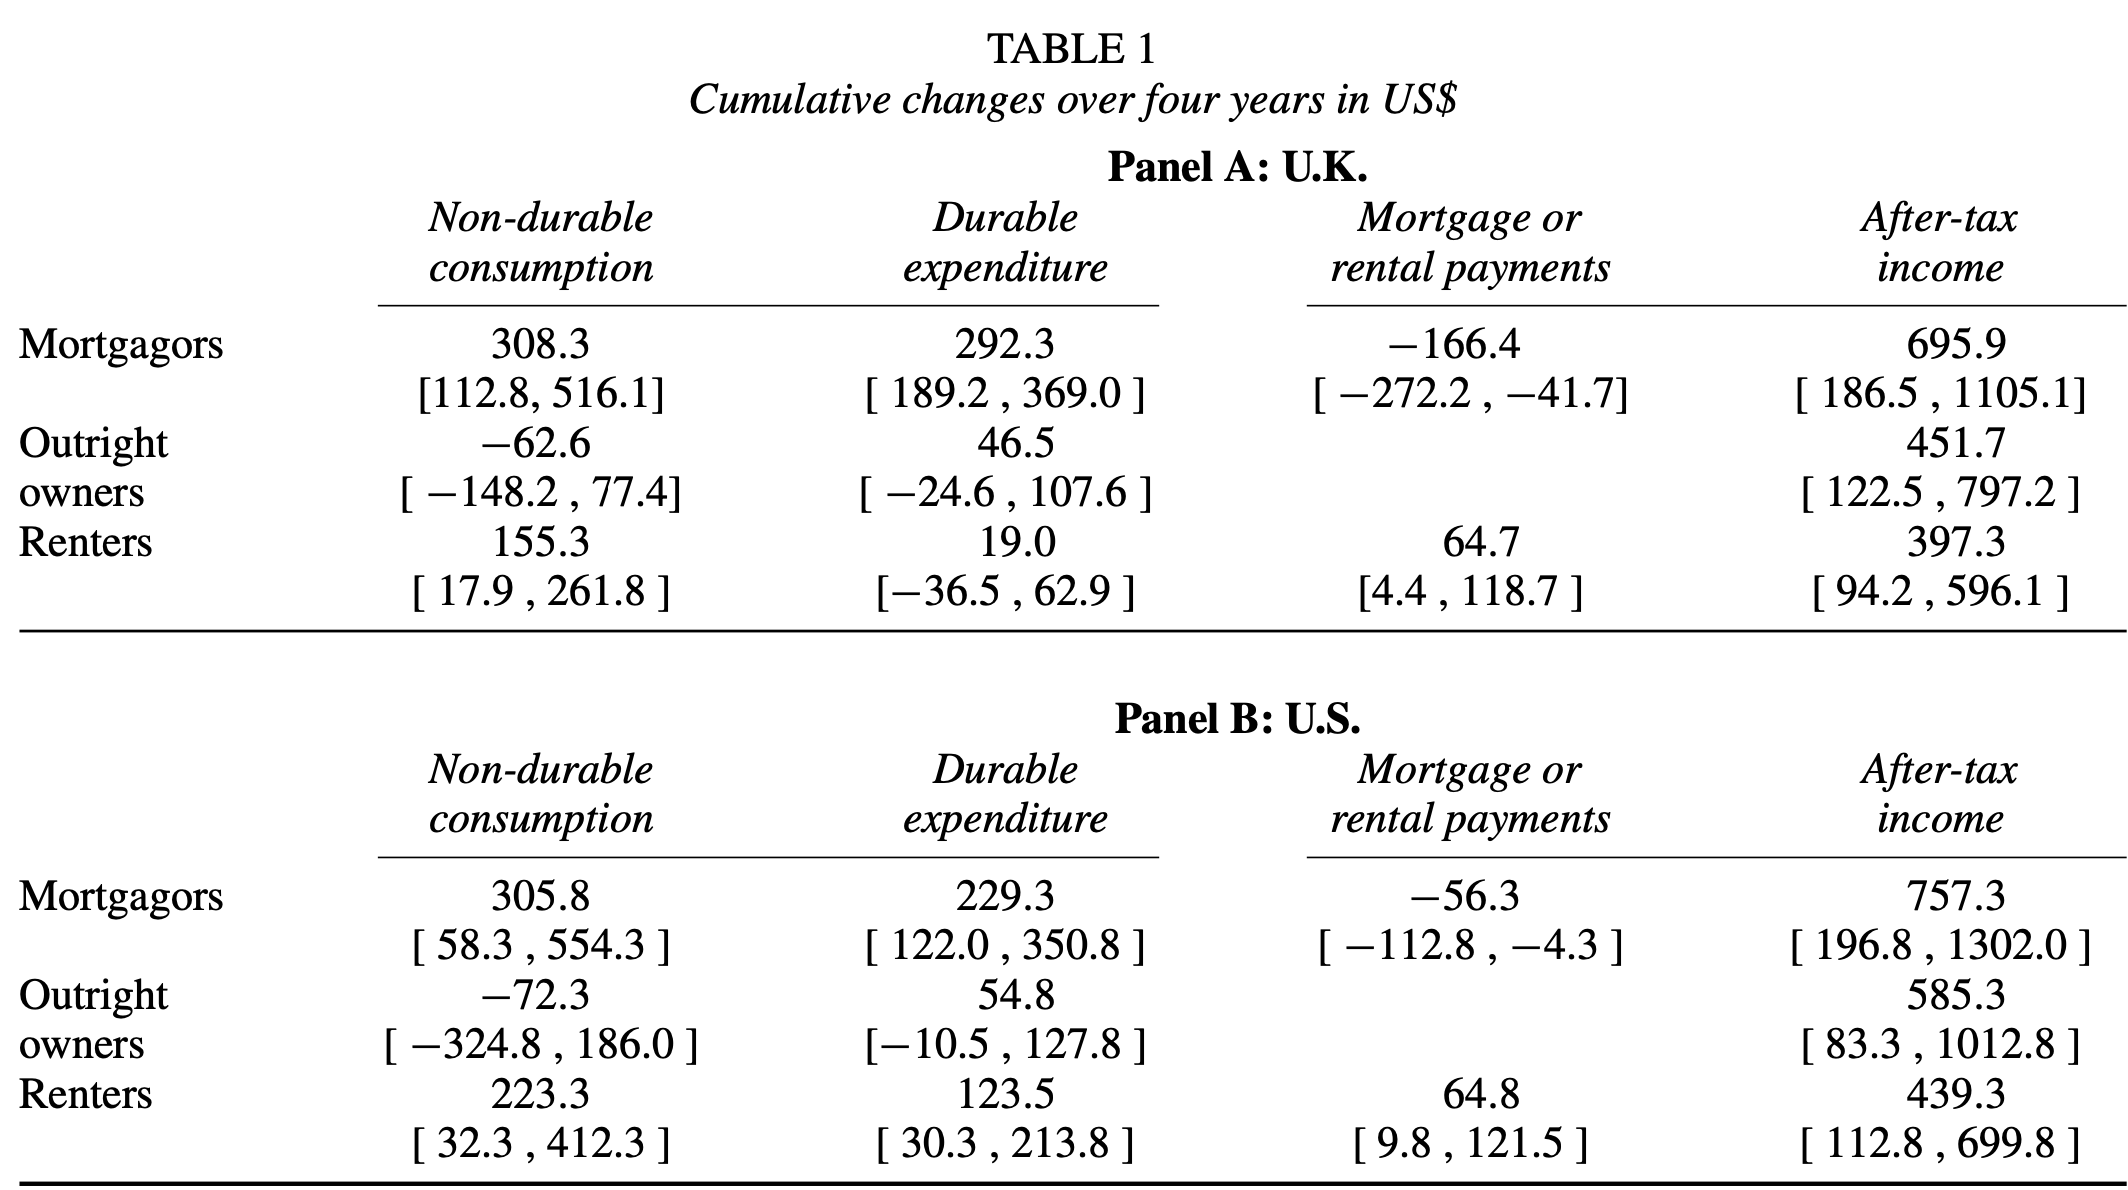 TABLE 1
Cumulative changes over four years in US$
Panel A: U.K.
Non-durable Durable Mortgage or After-tax
consumption expenditure rental payments income
Mortgagors 308.3 292.3 −166.4 695.9
[112.8, 516.1] [ 189.2 , 369.0 ] [ −272.2 , −41.7] [ 186.5 , 1105.1]
Outright −62.6 46.5 451.7
owners [ −148.2 , 77.4] [ −24.6 , 107.6 ] [ 122.5 , 797.2 ]
Renters 155.3 19.0 64.7 397.3
[ 17.9 , 261.8 ] [−36.5 , 62.9 ] [4.4 , 118.7 ] [ 94.2 , 596.1 ]
Panel B: U.S.
Non-durable Durable Mortgage or After-tax
consumption expenditure rental payments income
Mortgagors 305.8 229.3 −56.3 757.3
[ 58.3 , 554.3 ] [ 122.0 , 350.8 ] [ −112.8 , −4.3 ] [ 196.8 , 1302.0 ]
Outright −72.3 54.8 585.3
owners [ −324.8 , 186.0 ] [−10.5 , 127.8 ] [ 83.3 , 1012.8 ]
Renters 223.3 123.5 64.8 439.3
[ 32.3 , 412.3 ] [ 30.3 , 213.8 ] [ 9.8 , 121.5 ] [ 112.8 , 699.8 ]